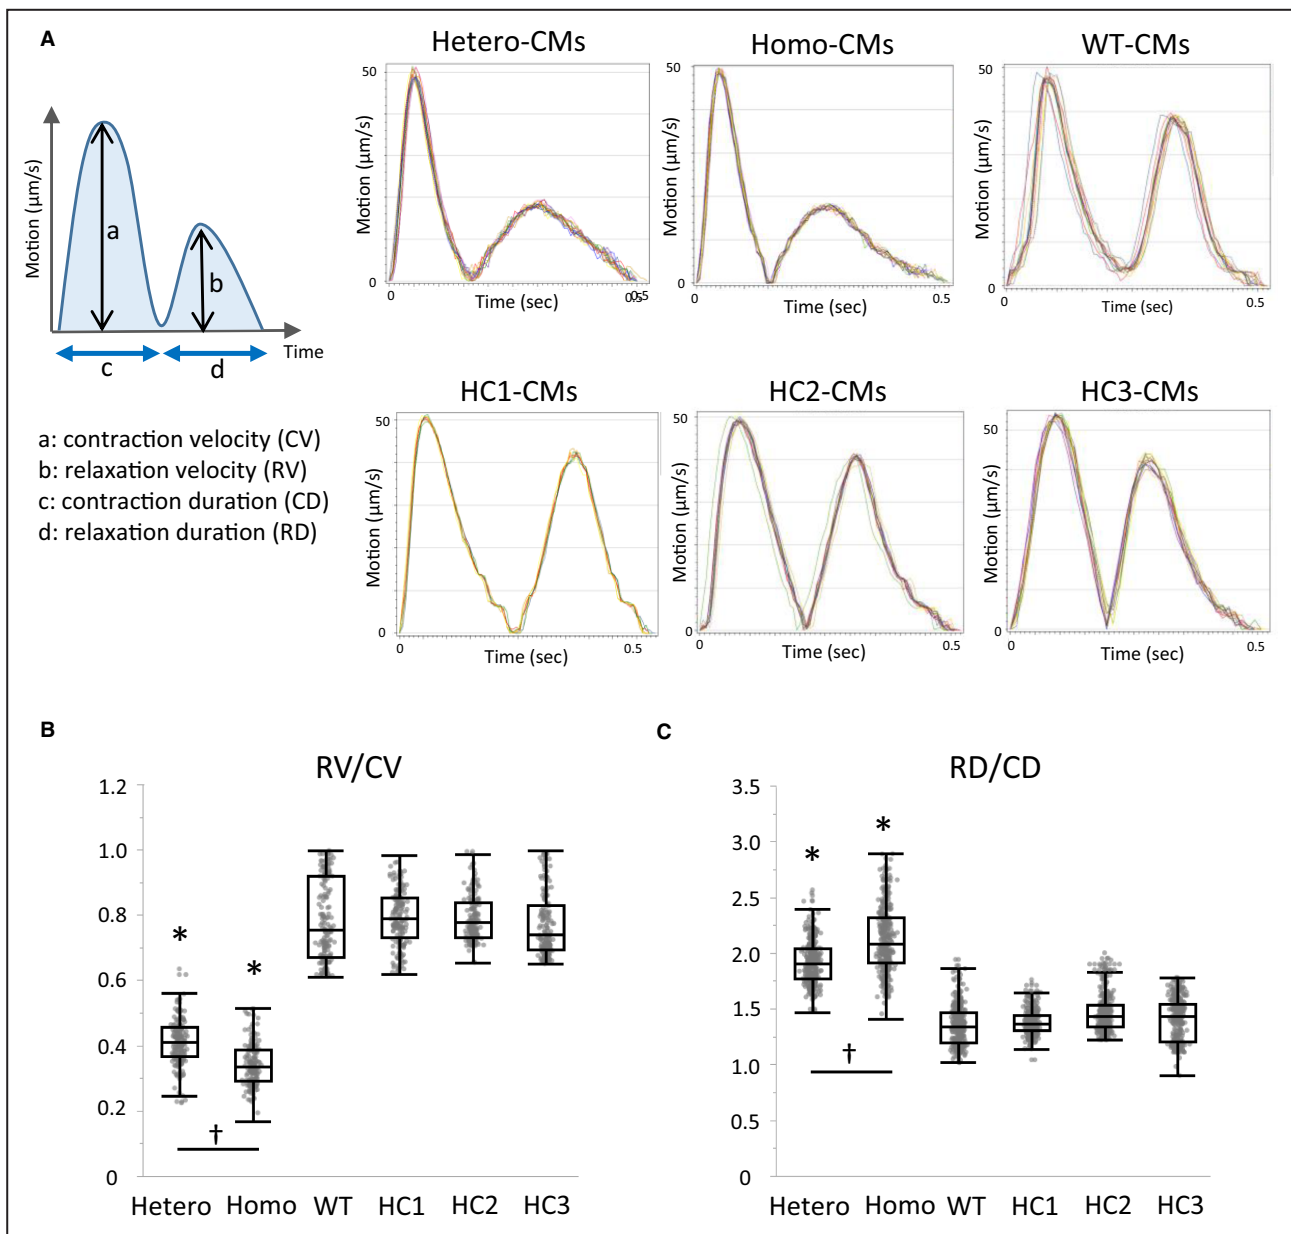 A
Motion (μm/s)
a
b
Time
c
d
a: contraction velocity (CV)
b: relaxation velocity (RV)
c: contraction duration (CD)
d: relaxation duration (RD)
Hetero-CMs
50
Motion (μm/s)
0
0
Time (sec)
0.5
Homo-CMs
50
Motion (μm/s)
0
0
Time (sec)
0.5
WT-CMs
50
Motion (μm/s)
0
0
Time (sec)
0.5
HC1-CMs
50
Motion (μm/s)
0
0
Time (sec)
0.5
HC2-CMs
50
Motion (μm/s)
0
0
Time (sec)
0.5
HC3-CMs
50
Motion (μm/s)
0
0
Time (sec)
0.5
B
RV/CV
1.2
1.0
0.8
0.6
0.4
0.2
0
*
*
†
Hetero Homo WT HC1 HC2 HC3
C
RD/CD
3.5
3.0
2.5
2.0
1.5
1.0
0.5
0
*
*
†
Hetero Homo WT HC1 HC2 HC3